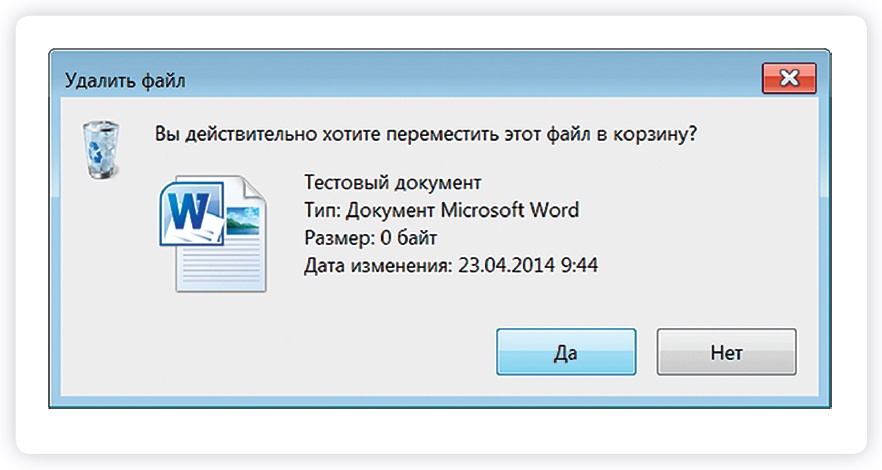 Удалить файл
Вы действительно хотите переместить этот файл в корзину?
W
Тестовый документ
Тип: Документ Microsoft Word
Размер: 0 байт
Дата изменения: 23.04.2014 9:44
Да
Нет